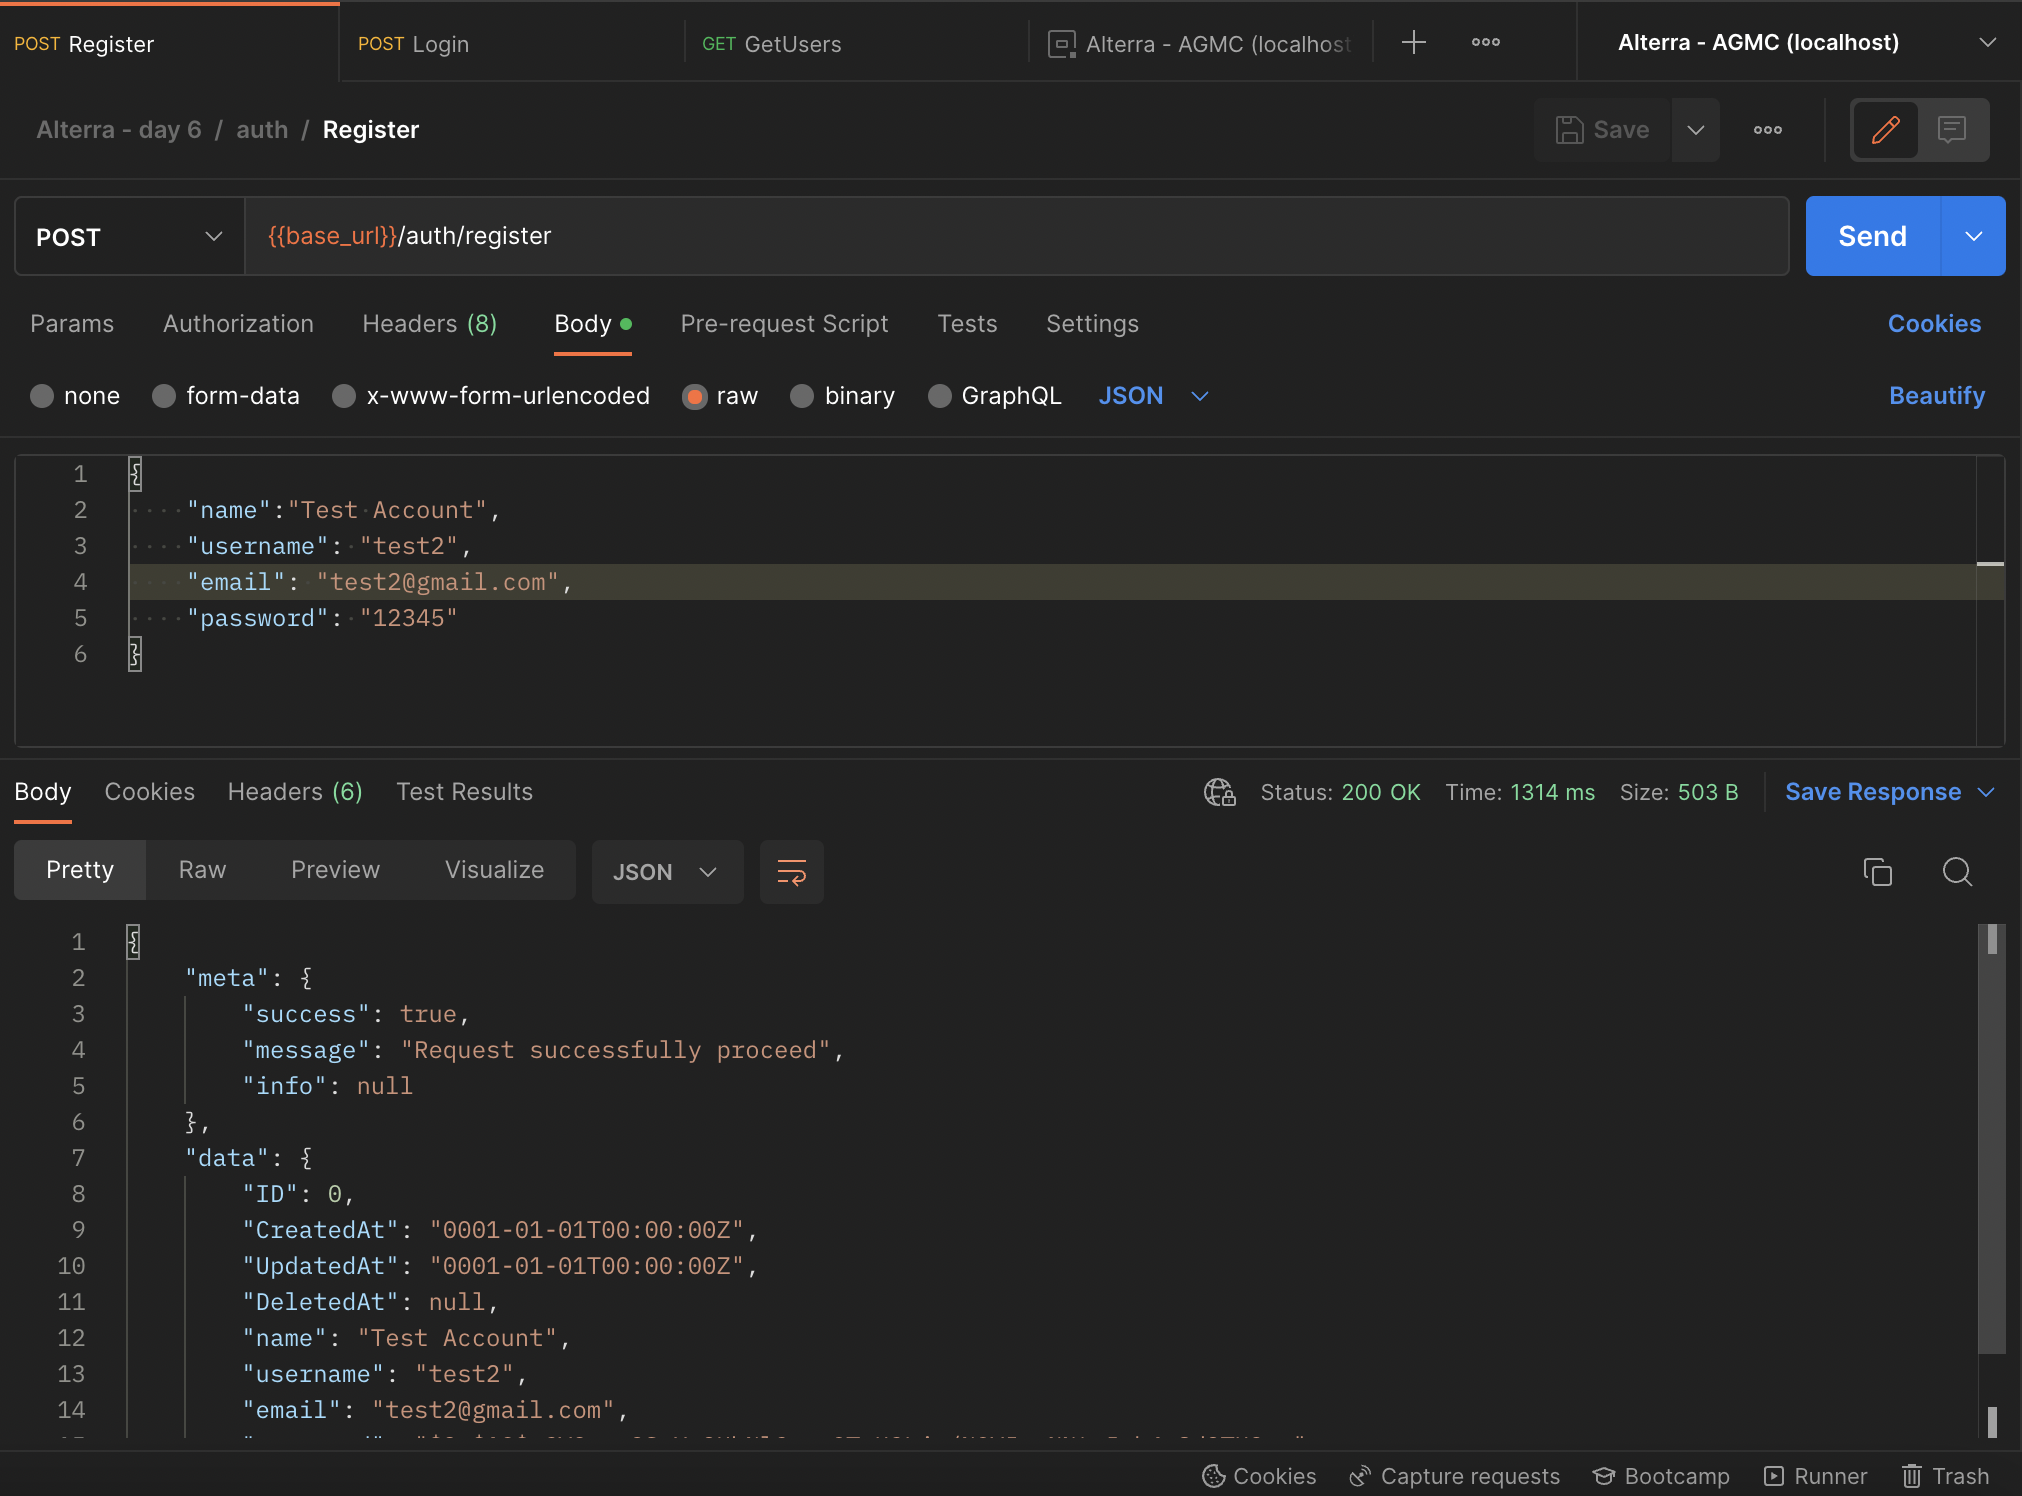 POST Register POST Login GET GetUsers Alterra - AGMC (localhost Alterra - AGMC (localhost)
Alterra - day 6 / auth / Register Save
POST {{base_url}}/auth/register Send
Params Authorization Headers (8) Body Pre-request Script Tests Settings Cookies
none form-data x-www-form-urlencoded raw binary GraphQL JSON Beautify
1 {
2 "name":"Test Account",
3 "username": "test2",
4 "email": "test2@gmail.com",
5 "password": "12345"
6 }
Body Cookies Headers (6) Test Results Status: 200 OK Time: 1314 ms Size: 503 B Save Response
Pretty Raw Preview Visualize JSON
1 {
2 "meta": {
3 "success": true,
4 "message": "Request successfully proceed",
5 "info": null
6 },
7 "data": {
8 "ID": 0,
9 "CreatedAt": "0001-01-01T00:00:00Z",
10 "UpdatedAt": "0001-01-01T00:00:00Z",
11 "DeletedAt": null,
12 "name": "Test Account",
13 "username": "test2",
14 "email": "test2@gmail.com",
Cookies Capture requests Bootcamp Runner Trash